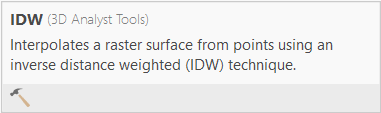 IDW (3D Analyst Tools)
Interpolates a raster surface from points using an
inverse distance weighted (IDW) technique.